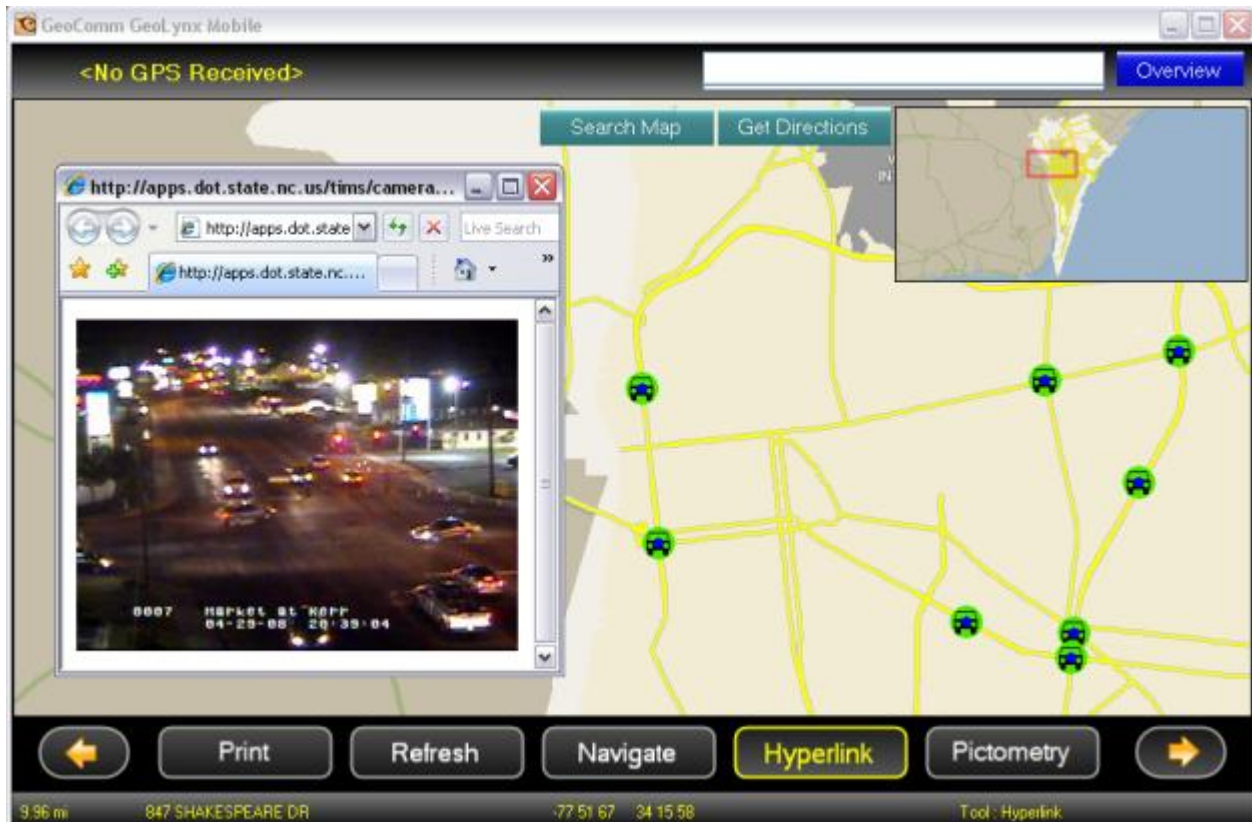 GeoComm GeoLynx Mobile
<No GPS Received>
Overview
Search Map
Get Directions
http://apps.dot.state.nc.us/tims/camera...
http://apps.dot.state
Live Search
http://apps.dot.state.nc....
0007 Market at Kerr
04-29-08 20:39:04
Print
Refresh
Navigate
Hyperlink
Pictometry
9.96 mi 847 SHAKESPEARE DR -77 51 67 34 15 58 Tool : Hyperlink